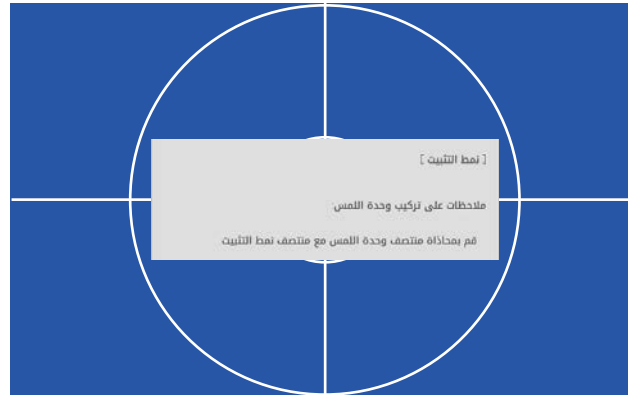 [ نمط التثبيت ]
ملاحظات على تركيب وحدة اللمس
قم بمحاذاة منتصف وحدة اللمس مع منتصف نمط التثبيت